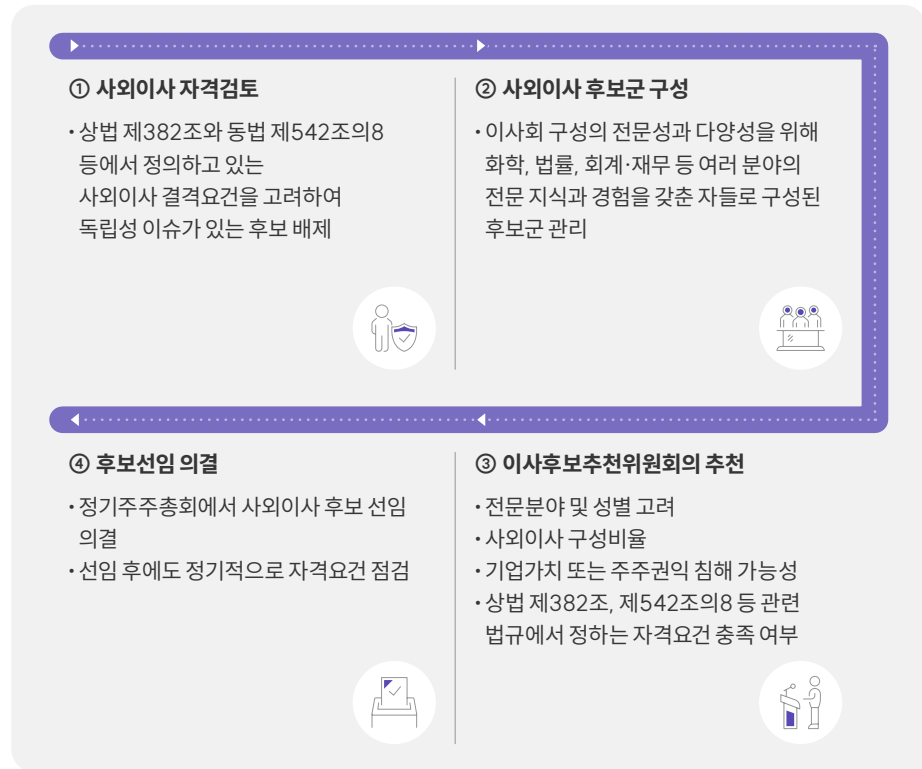 ① 사외이사 자격검토
• 상법 제382조와 동법 제542조의8
등에서 정의하고 있는
사외이사 결격요건을 고려하여
독립성 이슈가 있는 후보 배제
② 사외이사 후보군 구성
• 이사회 구성의 전문성과 다양성을 위해
화학, 법률, 회계·재무 등 여러 분야의
전문 지식과 경험을 갖춘 자들로 구성된
후보군 관리
③ 이사후보추천위원회의 추천
• 전문분야 및 성별 고려
• 사외이사 구성비율
• 기업가치 또는 주주권익 침해 가능성
• 상법 제382조, 제542조의8 등 관련
법규에서 정하는 자격요건 충족 여부
④ 후보선임 의결
• 정기주주총회에서 사외이사 후보 선임
의결
• 선임 후에도 정기적으로 자격요건 점검